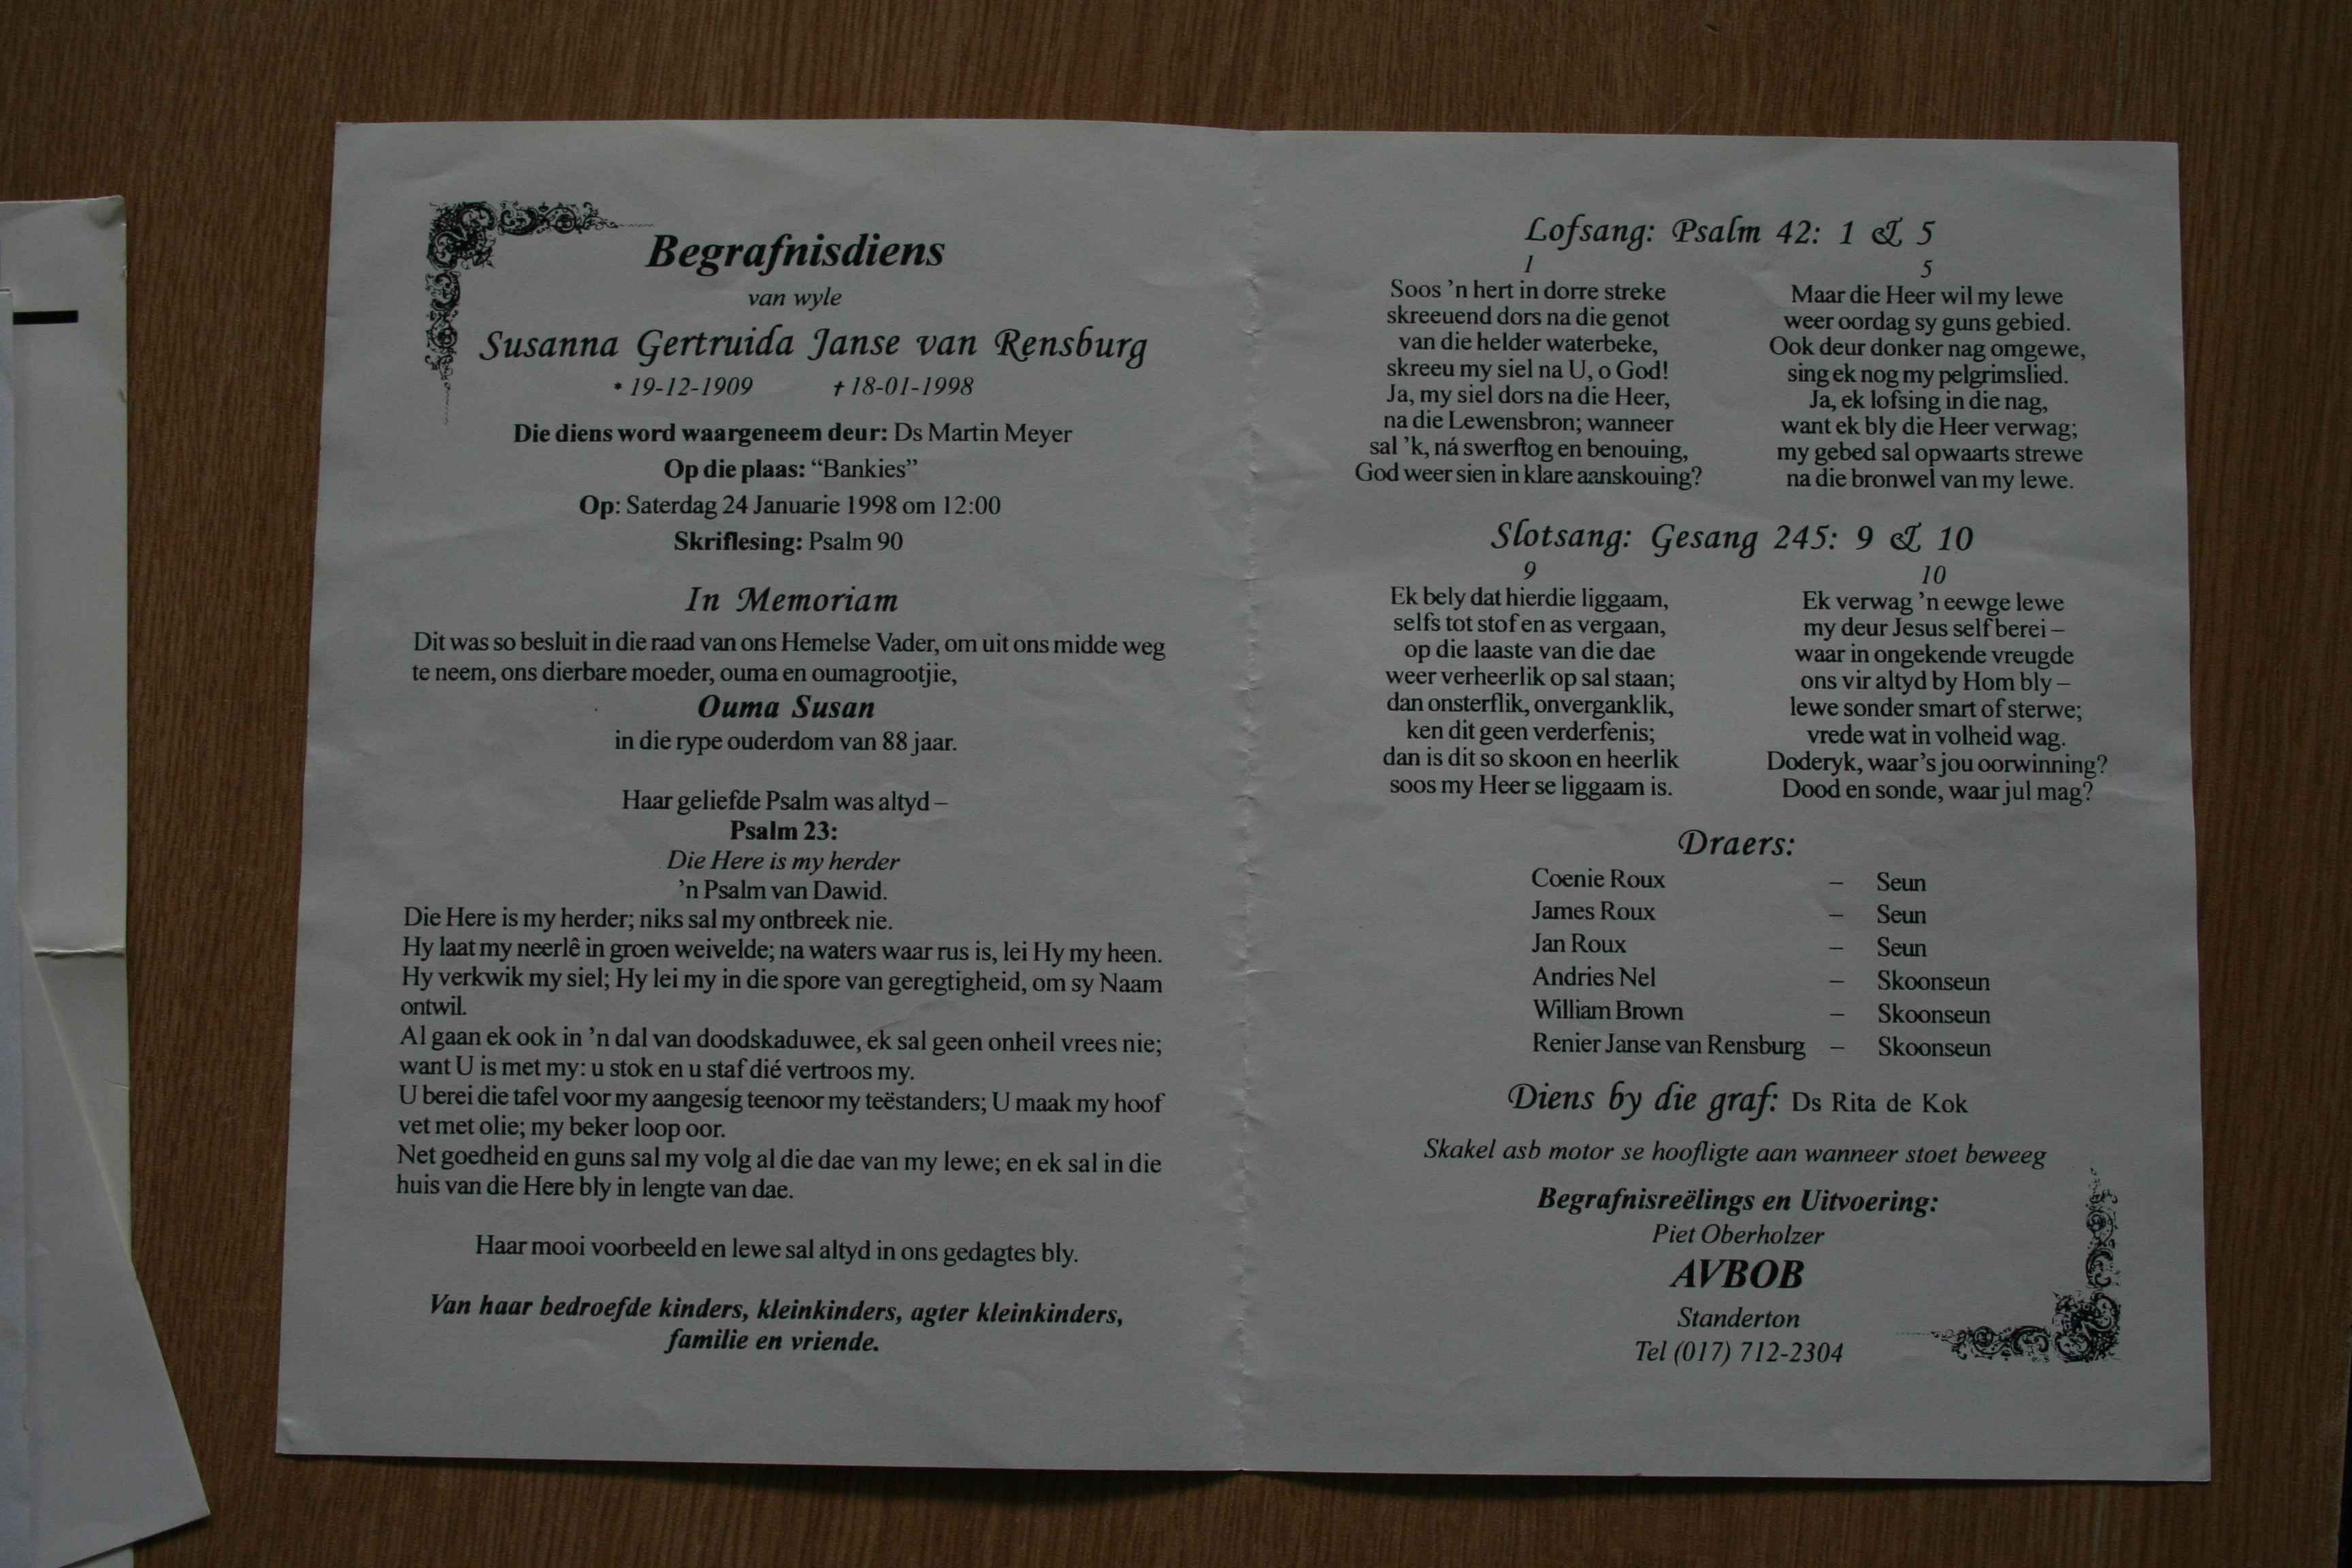 Begrafnisdiens
van wyle
Susanna Gertruida Janse van Rensburg
* 19-12-1909 † 18-01-1998
Die diens word waargeneem deur: Ds Martin Meyer
Op die plaas: “Bankies”
Op: Saterdag 24 Januarie 1998 om 12:00
Skriflesing: Psalm 90
In Memoriam
Dit was so besluit in die raad van ons Hemelse Vader, om uit ons midde weg
te neem, ons dierbare moeder, ouma en oumagrootjie,
Ouma Susan
in die rype ouderdom van 88 jaar.
Haar geliefde Psalm was altyd –
Psalm 23:
Die Here is my herder
’n Psalm van Dawid.
Die Here is my herder; niks sal my ontbreek nie.
Hy laat my neerlê in groen weivelde; na waters waar rus is, lei Hy my heen.
Hy verkwik my siel; Hy lei my in die spore van geregtigheid, om sy Naam
ontwil.
Al gaan ek ook in ’n dal van doodskaduwee, ek sal geen onheil vrees nie;
want U is met my: u stok en u staf dié vertroos my.
U berei die tafel voor my aangesig teenoor my teëstanders; U maak my hoof
vet met olie; my beker loop oor.
Net goedheid en guns sal my volg al die dae van my lewe; en ek sal in die
huis van die Here bly in lengte van dae.
Haar mooi voorbeeld en lewe sal altyd in ons gedagtes bly.
Van haar bedroefde kinders, kleinkinders, agter kleinkinders,
familie en vriende.
Lofsang: Psalm 42: 1 & 5
1
Soos ’n hert in dorre streke
skreeuend dors na die genot
van die helder waterbeke,
skreeu my siel na U, o God!
Ja, my siel dors na die Heer,
na die Lewensbron; wanneer
sal ’k, ná swerftog en benouing,
God weer sien in klare aanskouing?
5
Maar die Heer wil my lewe
weer oordag sy guns gebied.
Ook deur donker nag omgewe,
sing ek nog my pelgrimslied.
Ja, ek lofsing in die nag,
want ek bly die Heer verwag;
my gebed sal opwaarts strewe
na die bronwel van my lewe.
Slotsang: Gesang 245: 9 & 10
9
Ek bely dat hierdie liggaam,
selfs tot stof en as vergaan,
op die laaste van die dae
weer verheerlik op sal staan;
dan onsterflik, onverganklik,
ken dit geen verderfenis;
dan is dit so skoon en heerlik
soos my Heer se liggaam is.
10
Ek verwag ’n eewge lewe
my deur Jesus self berei –
waar in ongekende vreugde
ons vir altyd by Hom bly –
lewe sonder smart of sterwe;
vrede wat in volheid wag.
Doderyk, waar’s jou oorwinning?
Dood en sonde, waar jul mag?
Draers:
Coenie Roux – Seun
James Roux – Seun
Jan Roux – Seun
Andries Nel – Skoonseun
William Brown – Skoonseun
Renier Janse van Rensburg – Skoonseun
Diens by die graf: Ds Rita de Kok
Skakel asb motor se hoofligte aan wanneer stoet beweeg
Begrafnisreëlings en Uitvoering:
Piet Oberholzer
AVBOB
Standerton
Tel (017) 712-2304